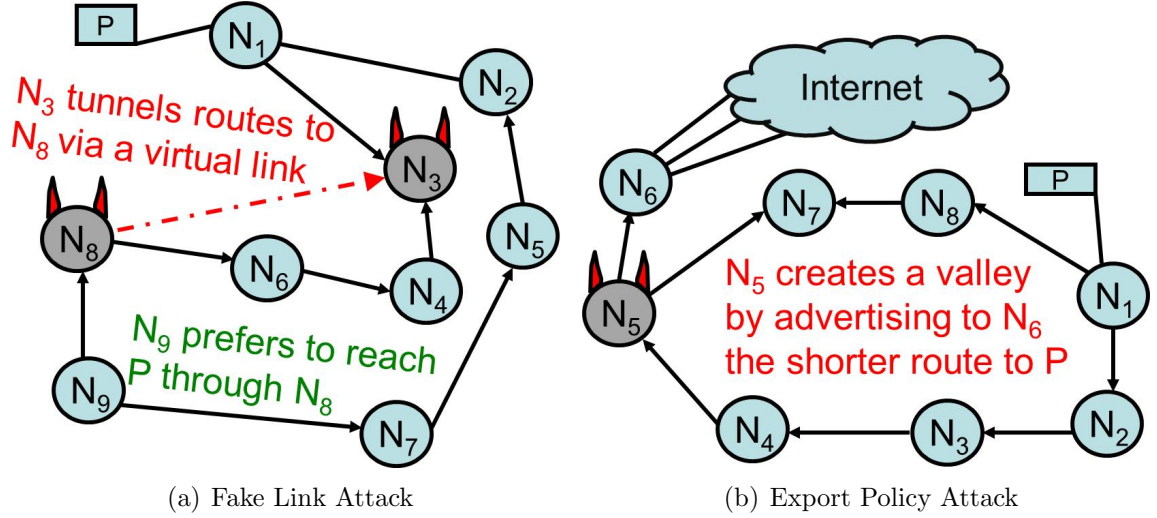 P
N₁
N₂
N₃ tunnels routes to
N₈ via a virtual link
N₃
N₈
N₅
N₆
N₄
N₉ prefers to reach
P through N₈
N₉
N₇
(a) Fake Link Attack
Internet
N₆
P
N₇
N₈
N₅
N₁
N₅ creates a valley
by advertising to N₆
the shorter route to P
N₄
N₃
N₂
(b) Export Policy Attack